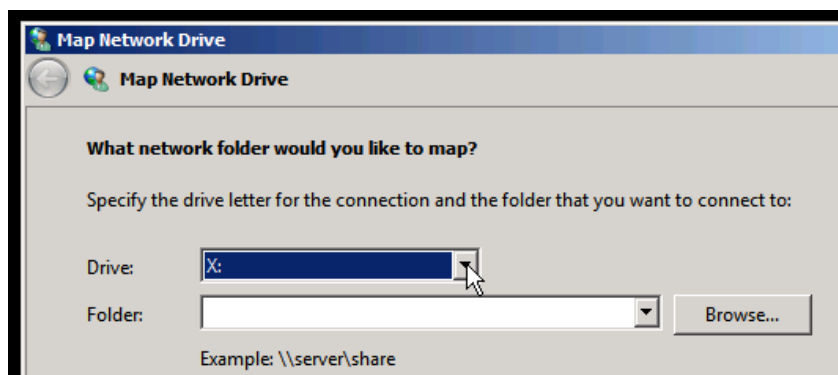 Map Network Drive
Map Network Drive
What network folder would you like to map?
Specify the drive letter for the connection and the folder that you want to connect to:
Drive: X:
Folder: Browse...
Example: \\server\share